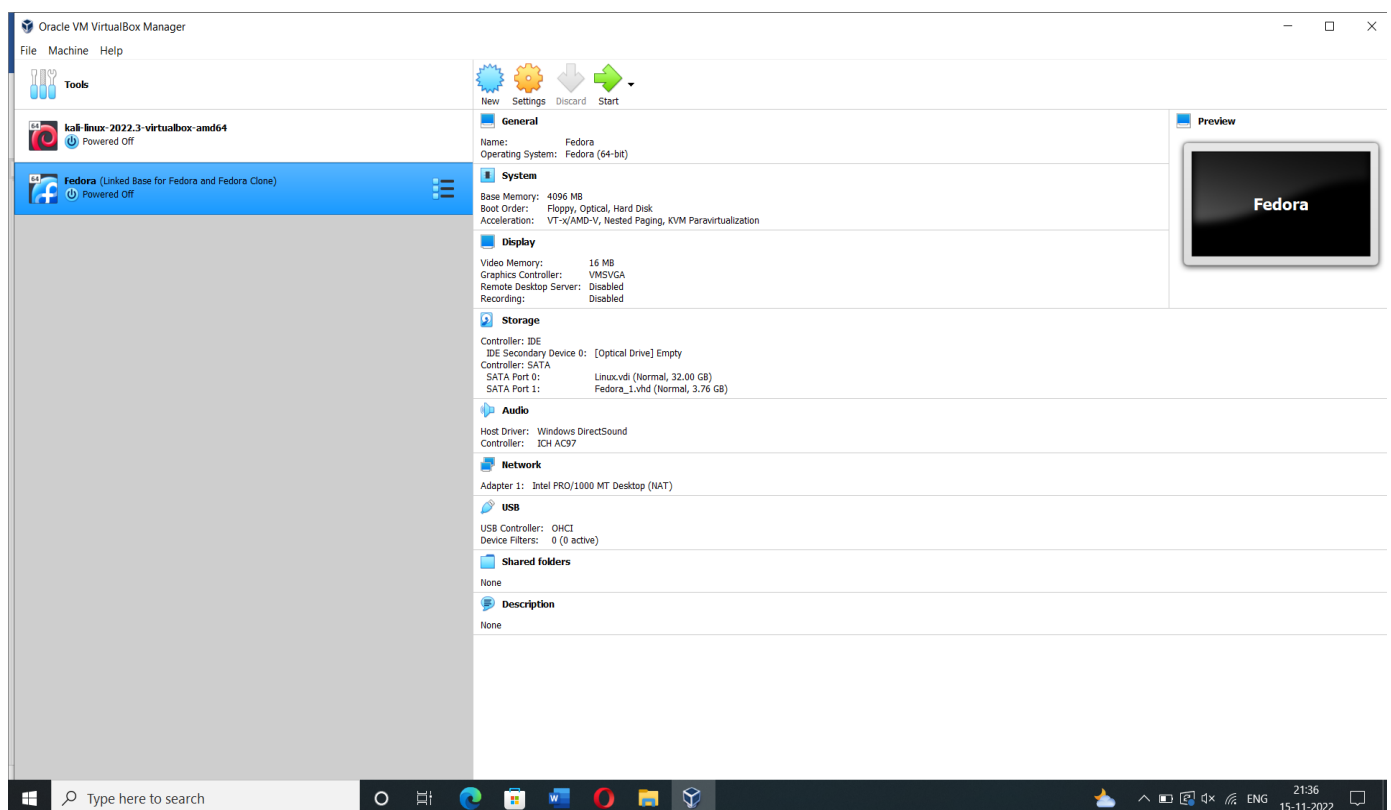 Oracle VM VirtualBox Manager
File Machine Help
Tools
New Settings Discard Start
64
kali-linux-2022.3-virtualbox-amd64
Powered Off
64
Fedora (Linked Base for Fedora and Fedora Clone)
Powered Off
General
Name: Fedora
Operating System: Fedora (64-bit)
Preview
Fedora
System
Base Memory: 4096 MB
Boot Order: Floppy, Optical, Hard Disk
Acceleration: VT-x/AMD-V, Nested Paging, KVM Paravirtualization
Display
Video Memory: 16 MB
Graphics Controller: VMSVGA
Remote Desktop Server: Disabled
Recording: Disabled
Storage
Controller: IDE
IDE Secondary Device 0: [Optical Drive] Empty
Controller: SATA
SATA Port 0: Linux.vdi (Normal, 32.00 GB)
SATA Port 1: Fedora_1.vhd (Normal, 3.76 GB)
Audio
Host Driver: Windows DirectSound
Controller: ICH AC97
Network
Adapter 1: Intel PRO/1000 MT Desktop (NAT)
USB
USB Controller: OHCI
Device Filters: 0 (0 active)
Shared folders
None
Description
None
Type here to search
ENG
21:36
15-11-2022